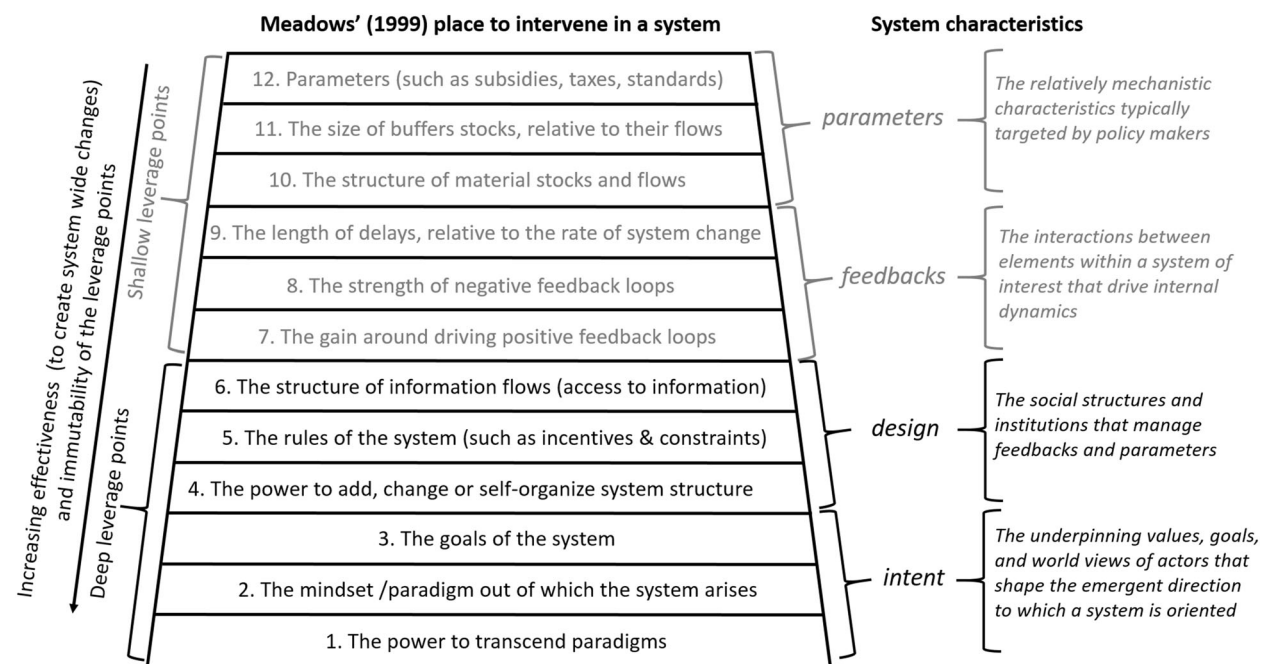 Meadows’ (1999) place to intervene in a system
System characteristics
Increasing effectiveness (to create system wide changes)
and immutability of the leverage points
Shallow leverage points
Deep leverage points
12. Parameters (such as subsidies, taxes, standards)
11. The size of buffers stocks, relative to their flows
10. The structure of material stocks and flows
9. The length of delays, relative to the rate of system change
8. The strength of negative feedback loops
7. The gain around driving positive feedback loops
6. The structure of information flows (access to information)
5. The rules of the system (such as incentives & constraints)
4. The power to add, change or self-organize system structure
3. The goals of the system
2. The mindset /paradigm out of which the system arises
1. The power to transcend paradigms
parameters
The relatively mechanistic
characteristics typically
targeted by policy makers
feedbacks
The interactions between
elements within a system of
interest that drive internal
dynamics
design
The social structures and
institutions that manage
feedbacks and parameters
intent
The underpinning values, goals,
and world views of actors that
shape the emergent direction
to which a system is oriented